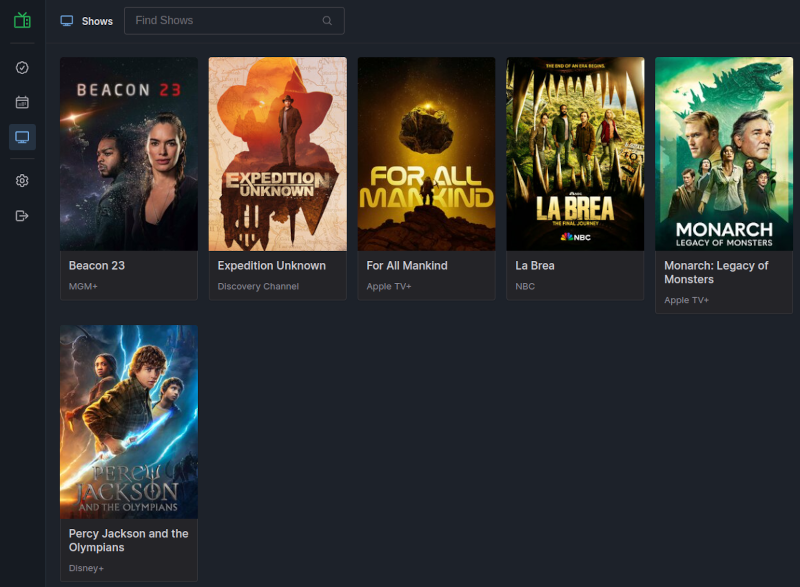 Shows
Find Shows
BEACON 23
Beacon 23
MGM+
EXPEDITION
UNKNOWN
Expedition Unknown
Discovery Channel
FOR ALL
MANKIND
For All Mankind
Apple TV+
THE END OF AN ERA BEGINS.
LA BREA
THE FINAL JOURNEY
NBC
La Brea
NBC
MONARCH
LEGACY OF MONSTERS
Monarch: Legacy of
Monsters
Apple TV+
PERCY
JACKSON
AND THE OLYMPIANS
Percy Jackson and the
Olympians
Disney+